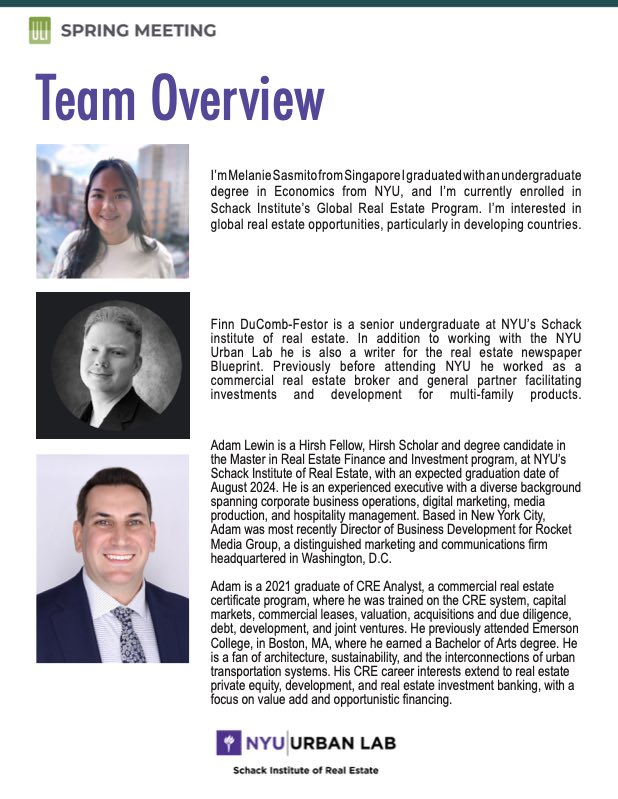 ULI SPRING MEETING
Team Overview
I'm Melanie Sasmito from Singapore I graduated with an undergraduate
degree in Economics from NYU, and I'm currently enrolled in
Schack Institute's Global Real Estate Program. I'm interested in
global real estate opportunities, particularly in developing countries.
Finn DuComb-Festor is a senior undergraduate at NYU's Schack
institute of real estate. In addition to working with the NYU
Urban Lab he is also a writer for the real estate newspaper
Blueprint. Previously before attending NYU he worked as a
commercial real estate broker and general partner facilitating
investments and development for multi-family products.
Adam Lewin is a Hirsh Fellow, Hirsh Scholar and degree candidate in
the Master in Real Estate Finance and Investment program, at NYU's
Schack Institute of Real Estate, with an expected graduation date of
August 2024. He is an experienced executive with a diverse background
spanning corporate business operations, digital marketing, media
production, and hospitality management. Based in New York City,
Adam was most recently Director of Business Development for Rocket
Media Group, a distinguished marketing and communications firm
headquartered in Washington, D.C.
Adam is a 2021 graduate of CRE Analyst, a commercial real estate
certificate program, where he was trained on the CRE system, capital
markets, commercial leases, valuation, acquisitions and due diligence,
debt, development, and joint ventures. He previously attended Emerson
College, in Boston, MA, where he earned a Bachelor of Arts degree. He
is a fan of architecture, sustainability, and the interconnections of urban
transportation systems. His CRE career interests extend to real estate
private equity, development, and real estate investment banking, with a
focus on value add and opportunistic financing.
NYU URBAN LAB
Schack Institute of Real Estate